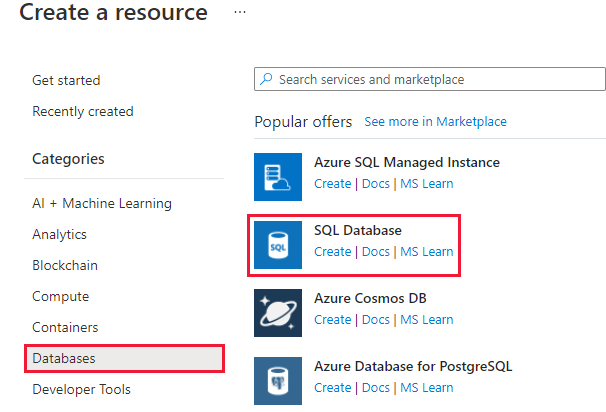 Create a resource ...
Get started
Recently created
Categories
AI + Machine Learning
Analytics
Blockchain
Compute
Containers
Databases
Developer Tools
Search services and marketplace
Popular offers See more in Marketplace
Azure SQL Managed Instance
Create | Docs | MS Learn
SQL
SQL Database
Create | Docs | MS Learn
Azure Cosmos DB
Create | Docs | MS Learn
Azure Database for PostgreSQL
Create | Docs | MS Learn